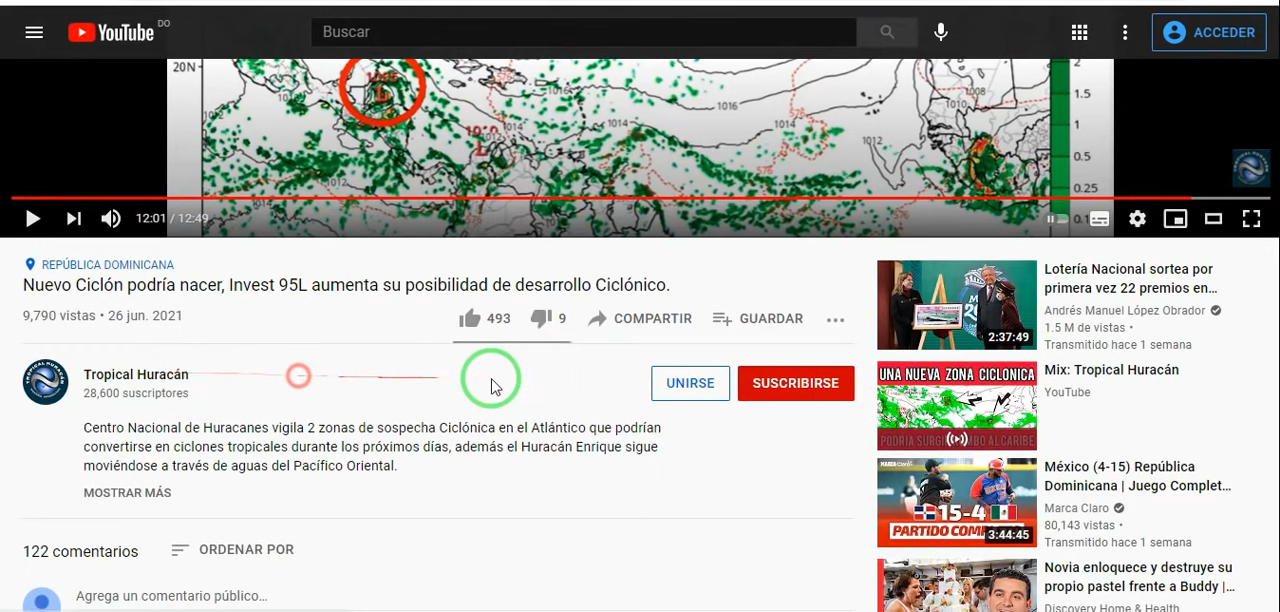 YouTube DO
Buscar
ACCEDER
20N
1016
1016
1014
1014
1014
1012
1012
1012
1010
1008
2
1.5
1
0.5
0.25
0.1
12:01 / 12:49
REPÚBLICA DOMINICANA
Nuevo Ciclón podría nacer, Invest 95L aumenta su posibilidad de desarrollo Ciclónico.
9,790 vistas • 26 jun. 2021
493
9
COMPARTIR
GUARDAR
Tropical Huracán
28,600 suscriptores
UNIRSE
SUSCRIBIRSE
Centro Nacional de Huracanes vigila 2 zonas de sospecha Ciclónica en el Atlántico que podrían
convertirse en ciclones tropicales durante los próximos días, además el Huracán Enrique sigue
moviéndose a través de aguas del Pacífico Oriental.
MOSTRAR MÁS
122 comentarios
ORDENAR POR
Agrega un comentario público...
2:37:49
Lotería Nacional sortea por
primera vez 22 premios en...
Andrés Manuel López Obrador
1.5 M de vistas •
Transmitido hace 1 semana
UNA NUEVA ZONA CICLONICA
Mix: Tropical Huracán
YouTube
15-4
PARTIDO COMP
3:44:45
México (4-15) República
Dominicana | Juego Complet...
Marca Claro
80,143 vistas •
Transmitido hace 1 semana
Novia enloquece y destruye su
propio pastel frente a Buddy |...
Discovery Home & Health